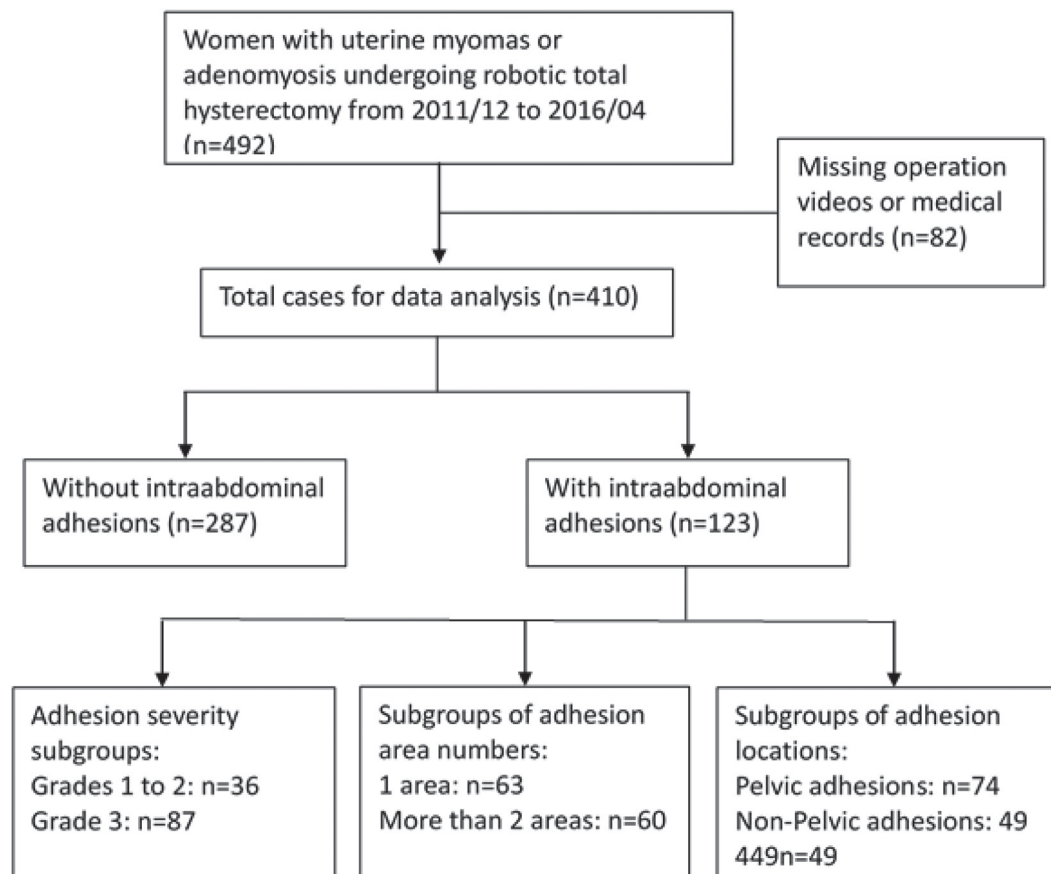 Women with uterine myomas or
adenomyosis undergoing robotic total
hysterectomy from 2011/12 to 2016/04
(n=492)
Missing operation
videos or medical
records (n=82)
Total cases for data analysis (n=410)
Without intraabdominal
adhesions (n=287)
With intraabdominal
adhesions (n=123)
Adhesion severity
subgroups:
Grades 1 to 2: n=36
Grade 3: n=87
Subgroups of adhesion
area numbers:
1 area: n=63
More than 2 areas: n=60
Subgroups of adhesion
locations:
Pelvic adhesions: n=74
Non-Pelvic adhesions: 49
449n=49